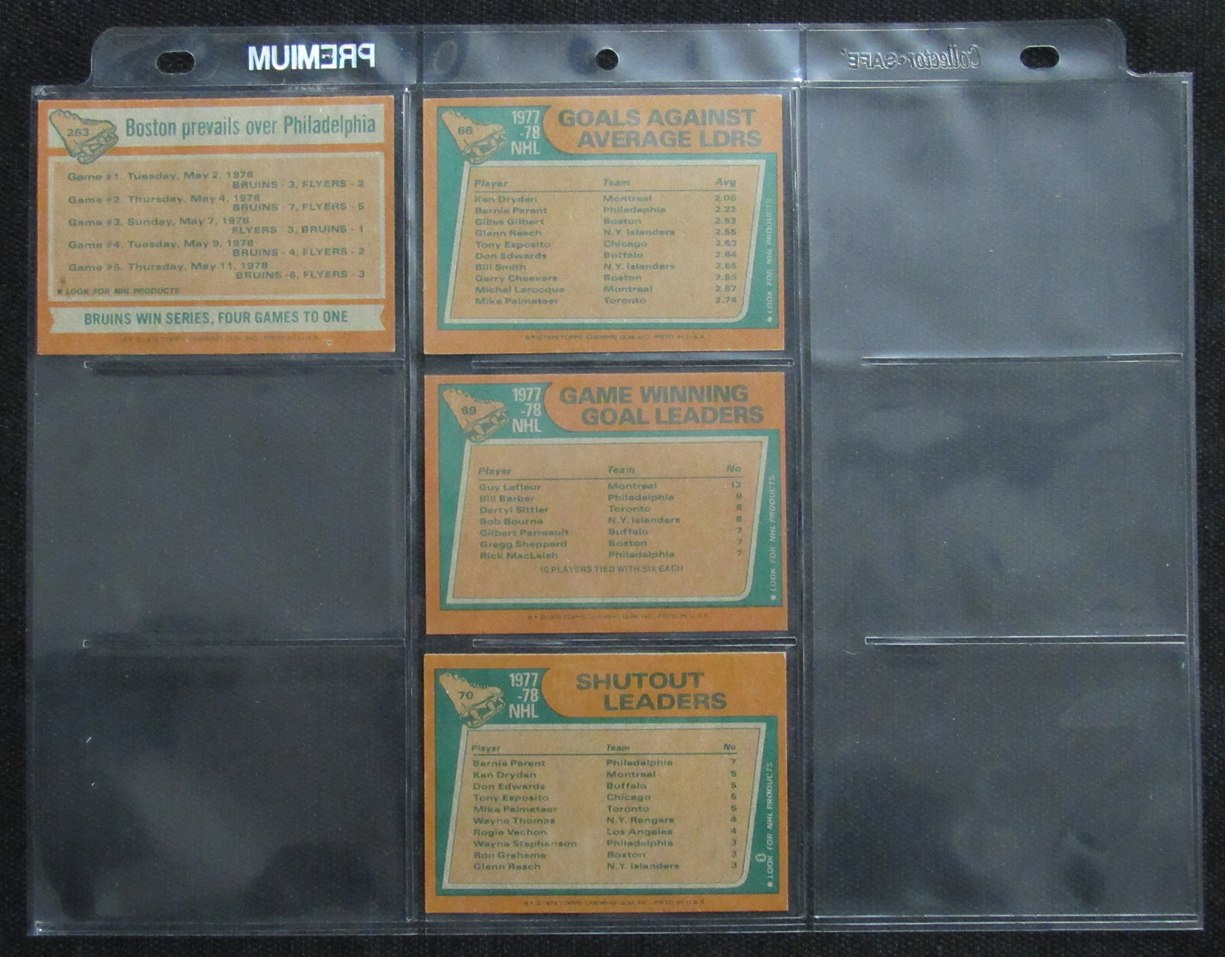 PREMIUM
Collector-SAFE
263
Boston prevails over Philadelphia
Game #1. Tuesday, May 2, 1978
BRUINS - 3, FLYERS - 2
Game #2. Thursday, May 4, 1978
BRUINS - 7, FLYERS - 5
Game #3. Sunday, May 7, 1978
FLYERS - 3, BRUINS - 1
Game #4. Tuesday, May 9, 1978
BRUINS - 4, FLYERS - 2
Game #5. Thursday, May 11, 1978
BRUINS - 6, FLYERS - 3
LOOK FOR NHL PRODUCTS
BRUINS WIN SERIES, FOUR GAMES TO ONE
68
1977
-78
NHL
GOALS AGAINST
AVERAGE LDRS
Player Team Avg
Ken Dryden Montreal 2.05
Bernie Parent Philadelphia 2.22
Gilles Gilbert Boston 2.53
Glenn Resch N.Y. Islanders 2.55
Tony Esposito Chicago 2.63
Don Edwards Buffalo 2.64
Bill Smith N.Y. Islanders 2.65
Gerry Cheevers Boston 2.65
Michel Larocque Montreal 2.67
Mike Palmateer Toronto 2.74
LOOK FOR NHL PRODUCTS
69
1977
-78
NHL
GAME WINNING
GOAL LEADERS
Player Team No
Guy Lafleur Montreal 12
Bill Barber Philadelphia 9
Darryl Sittler Toronto 8
Bob Bourne N.Y. Islanders 8
Gilbert Perreault Buffalo 7
Gregg Sheppard Boston 7
Rick MacLeish Philadelphia 7
10 PLAYERS TIED WITH SIX EACH
LOOK FOR NHL PRODUCTS
70
1977
-78
NHL
SHUTOUT
LEADERS
Player Team No
Bernie Parent Philadelphia 7
Ken Dryden Montreal 5
Don Edwards Buffalo 5
Tony Esposito Chicago 5
Mike Palmateer Toronto 5
Wayne Thomas N.Y. Rangers 4
Rogie Vachon Los Angeles 4
Wayne Stephenson Philadelphia 3
Ron Grahame Boston 3
Glenn Resch N.Y. Islanders 3
LOOK FOR NHL PRODUCTS